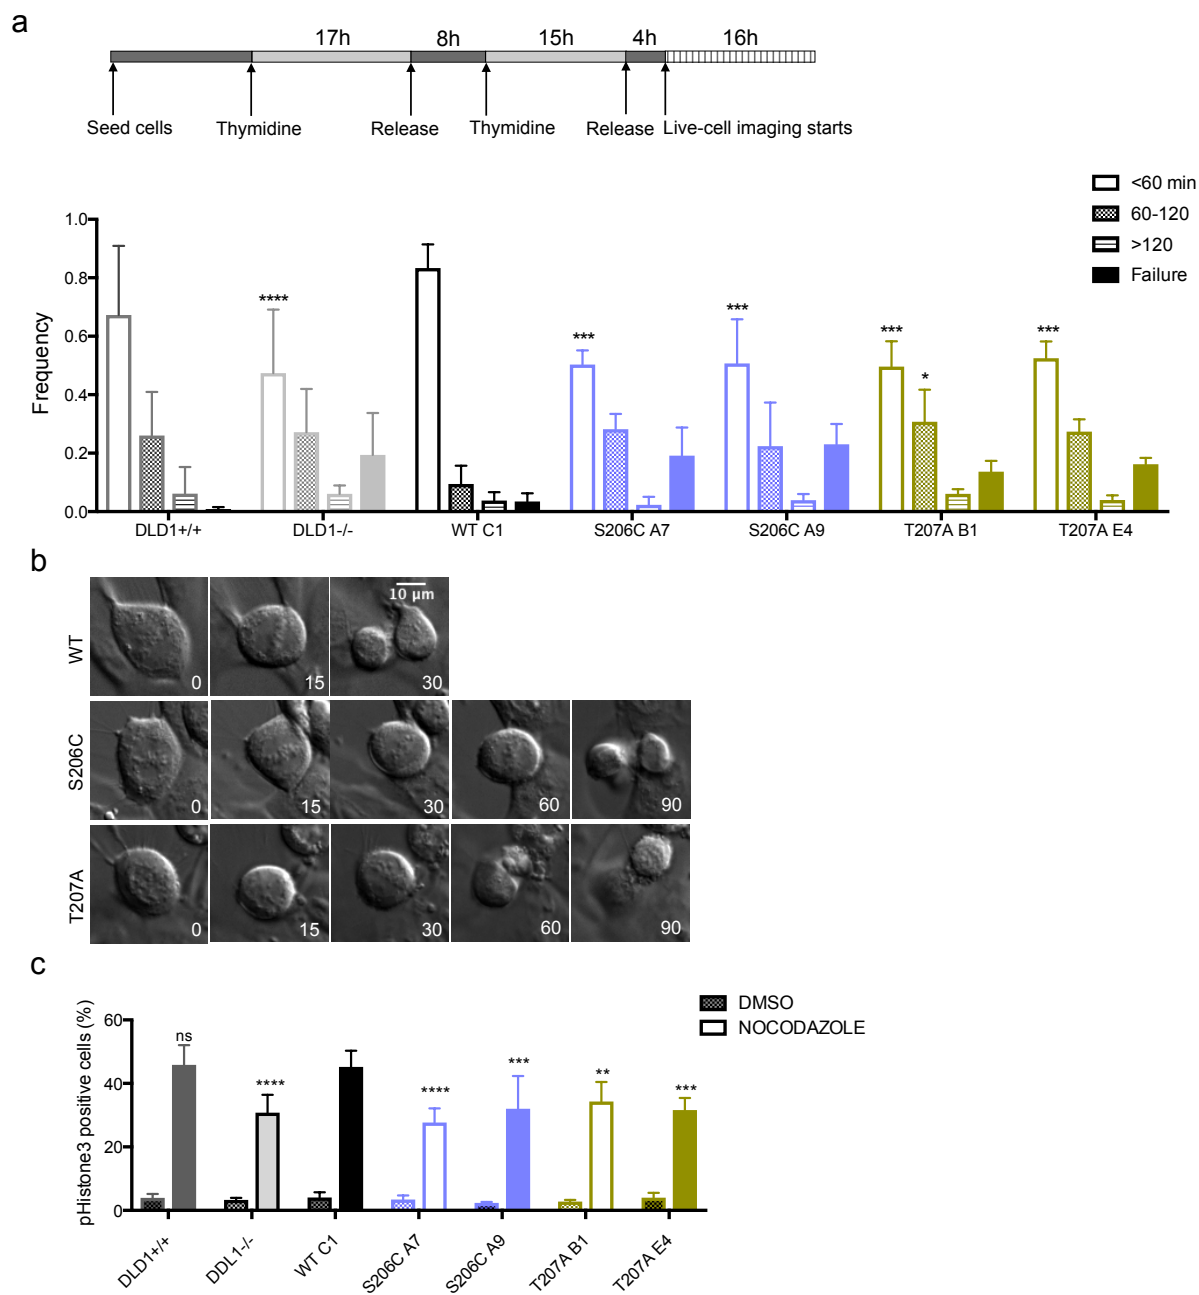 a
17h 8h 15h 4h 16h
Seed cells Thymidine Release Thymidine Release Live-cell imaging starts
<60 min
60-120
>120
Failure
Frequency
1.0
0.8
0.6
0.4
0.2
0.0
**** *** *** *** * ***
DLD1+/+ DLD1-/- WT C1 S206C A7 S206C A9 T207A B1 T207A E4
b
WT
10 µm
0 15 30
S206C
0 15 30 60 90
T207A
0 15 30 60 90
c
DMSO
NOCODAZOLE
pHistone3 positive cells (%)
60
40
20
0
ns **** **** *** ** ***
DLD1+/+ DDL1-/- WT C1 S206C A7 S206C A9 T207A B1 T207A E4